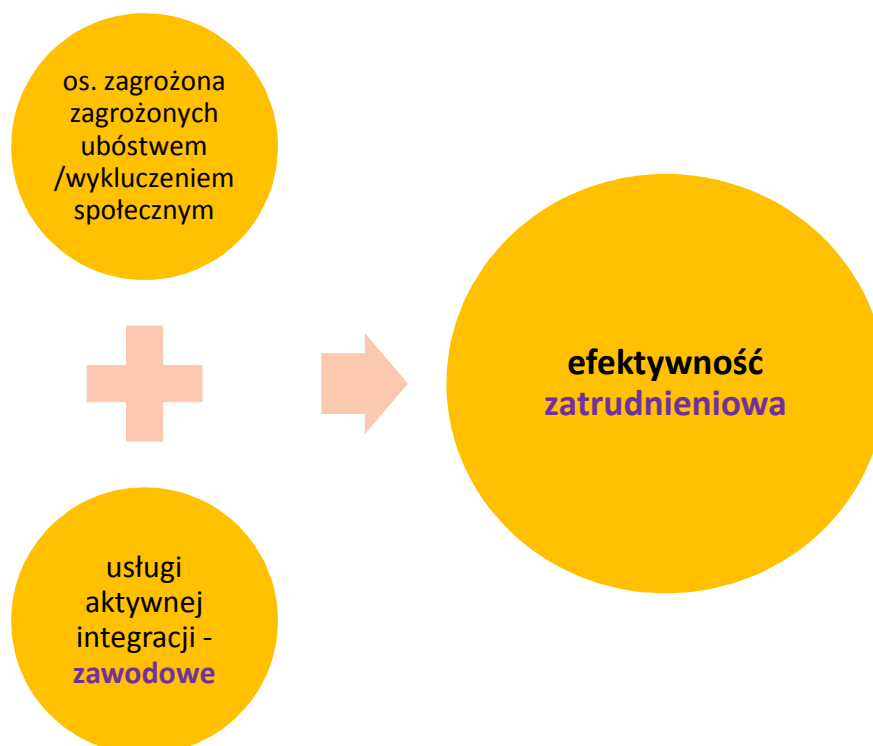 os. zagrożona
zagrożonych
ubóstwem
/wykluczeniem
społecznym
efektywność
zatrudnieniowa
usługi
aktywnej
integracji -
zawodowe